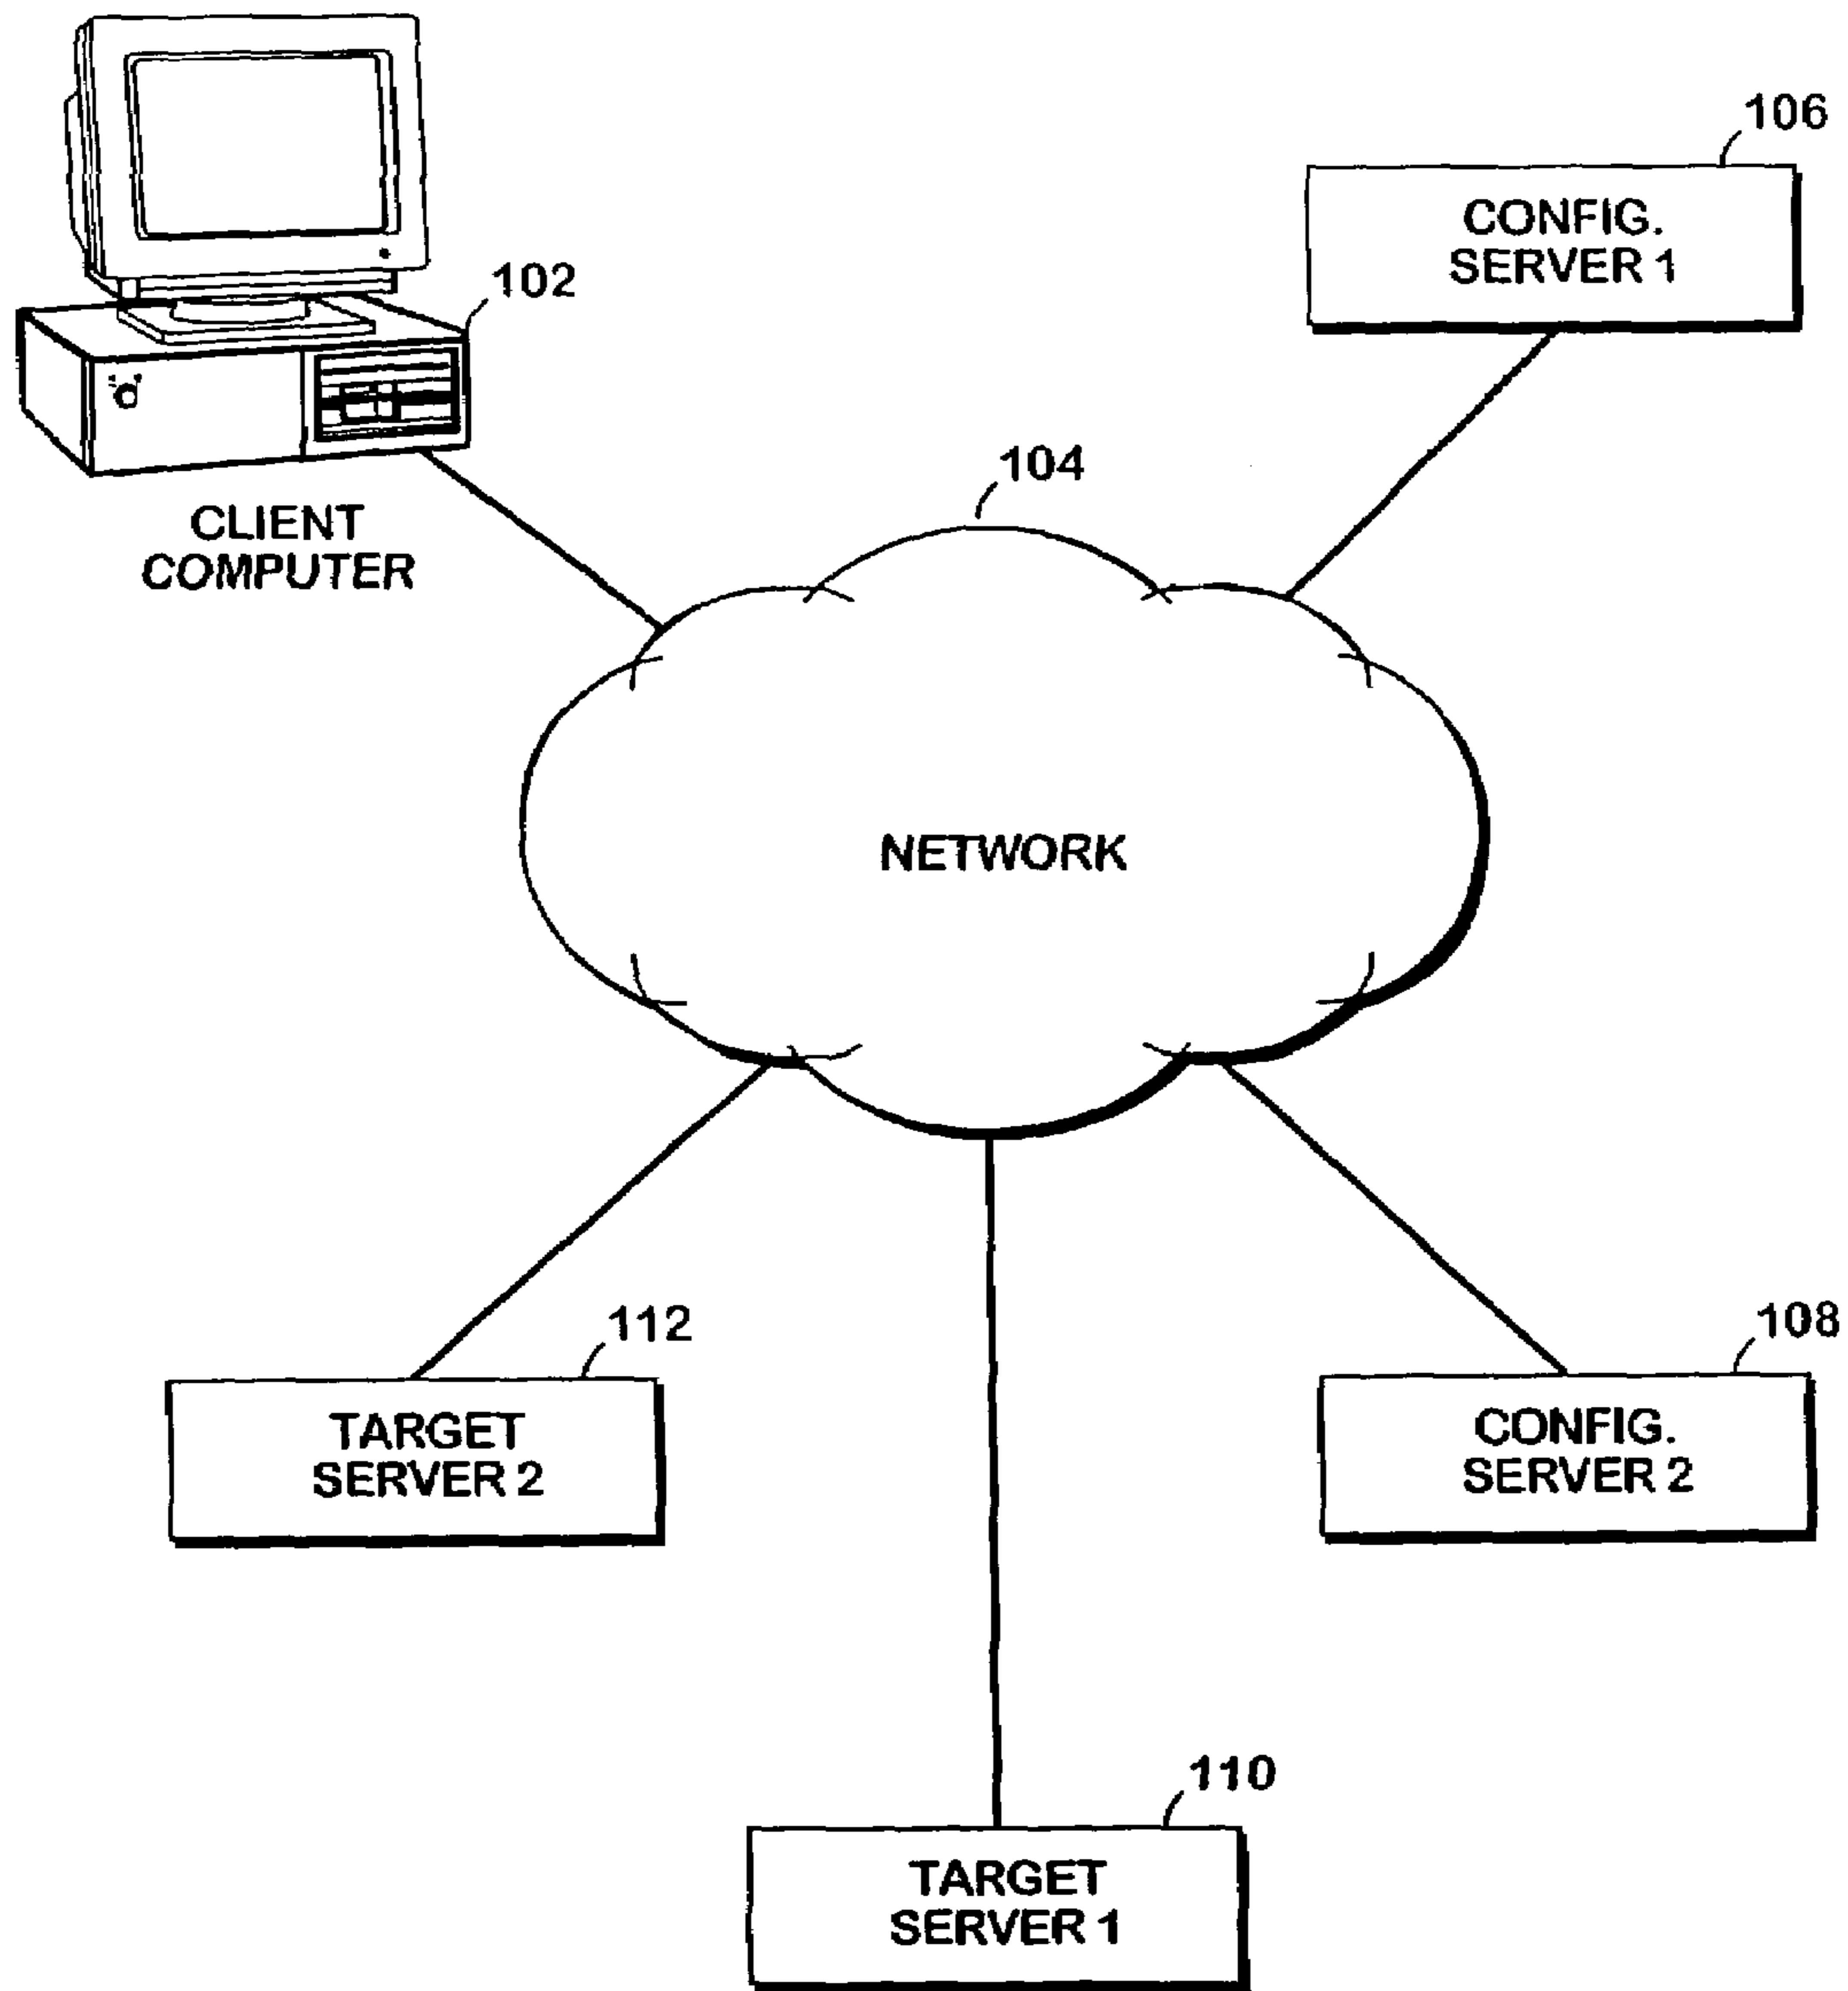 106
CONFIG.
SERVER 1
102
CLIENT
COMPUTER
104
NETWORK
112
TARGET
SERVER 2
108
CONFIG.
SERVER 2
110
TARGET
SERVER 1